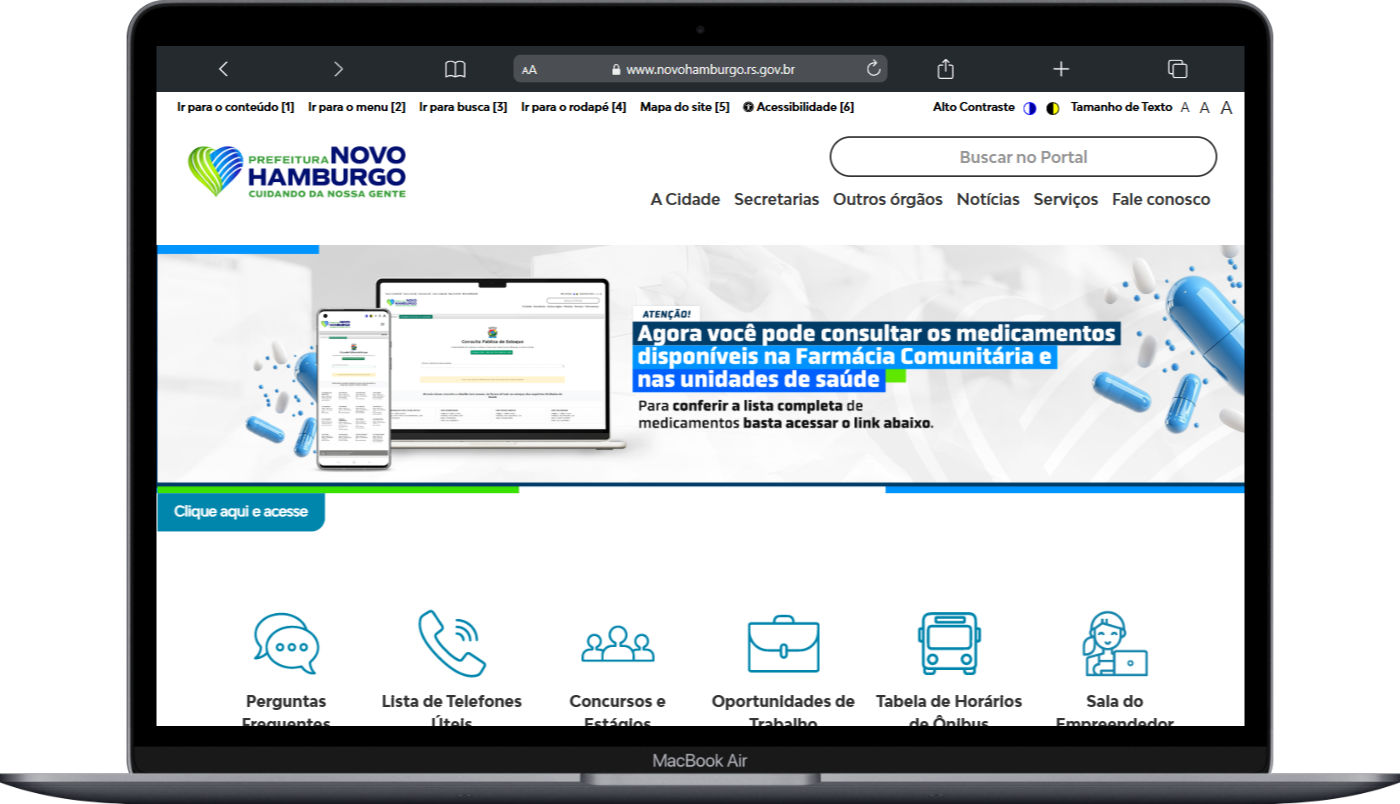 AA www.novohamburgo.rs.gov.br
Ir para o conteúdo [1] Ir para o menu [2] Ir para busca [3] Ir para o rodapé [4] Mapa do site [5] Acessibilidade [6] Alto Contraste Tamanho de Texto A A A
PREFEITURA NOVO
HAMBURGO
CUIDANDO DA NOSSA GENTE
Buscar no Portal
A Cidade Secretarias Outros órgãos Notícias Serviços Fale conosco
Consulta Pública de Estoque
ATENÇÃO!
Agora você pode consultar os medicamentos
disponíveis na Farmácia Comunitária e
nas unidades de saúde
Para conferir a lista completa de
medicamentos basta acessar o link abaixo.
Clique aqui e acesse
Perguntas
Frequentes
Lista de Telefones
Úteis
Concursos e
Estágios
Oportunidades de
Trabalho
Tabela de Horários
de Ônibus
Sala do
Empreendedor
MacBook Air